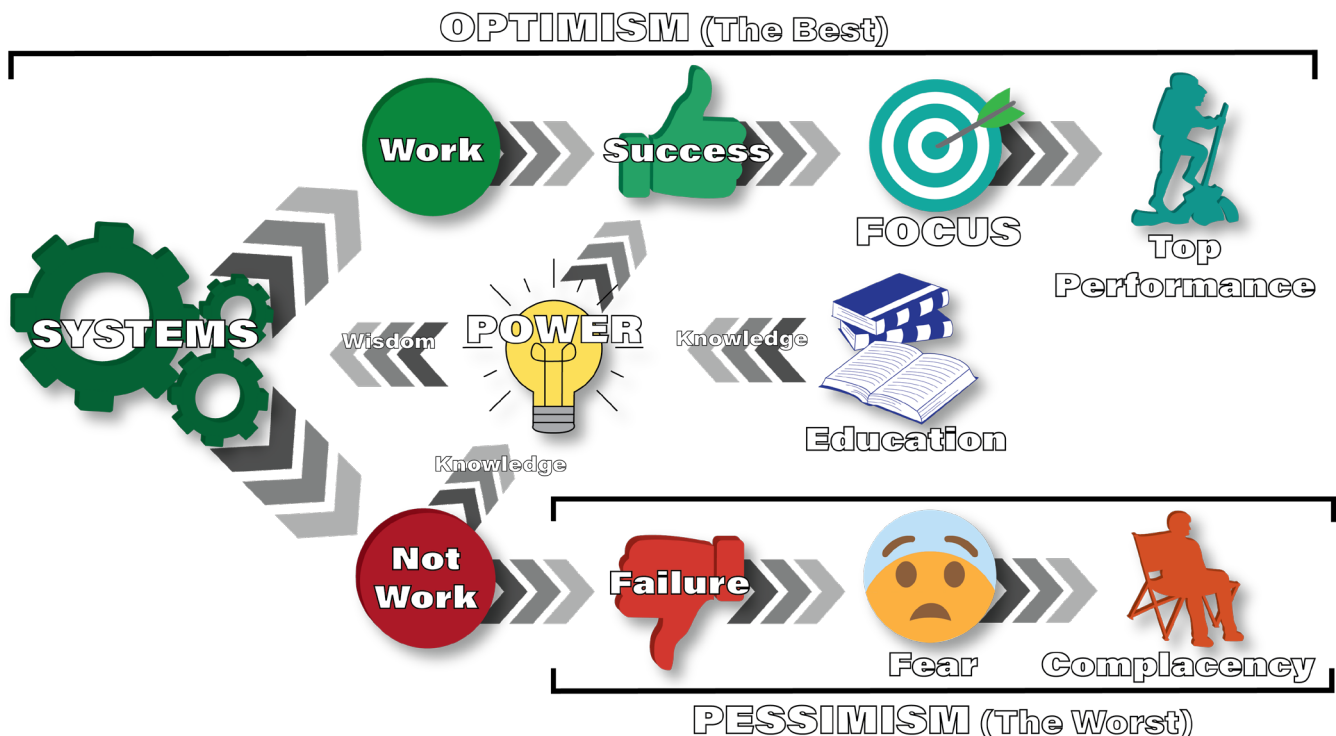 OPTIMISM (The Best)
Work
Success
FOCUS
Top
Performance
SYSTEMS
Wisdom
POWER
Knowledge
Education
Knowledge
Not
Work
Failure
Fear
Complacency
PESSIMISM (The Worst)